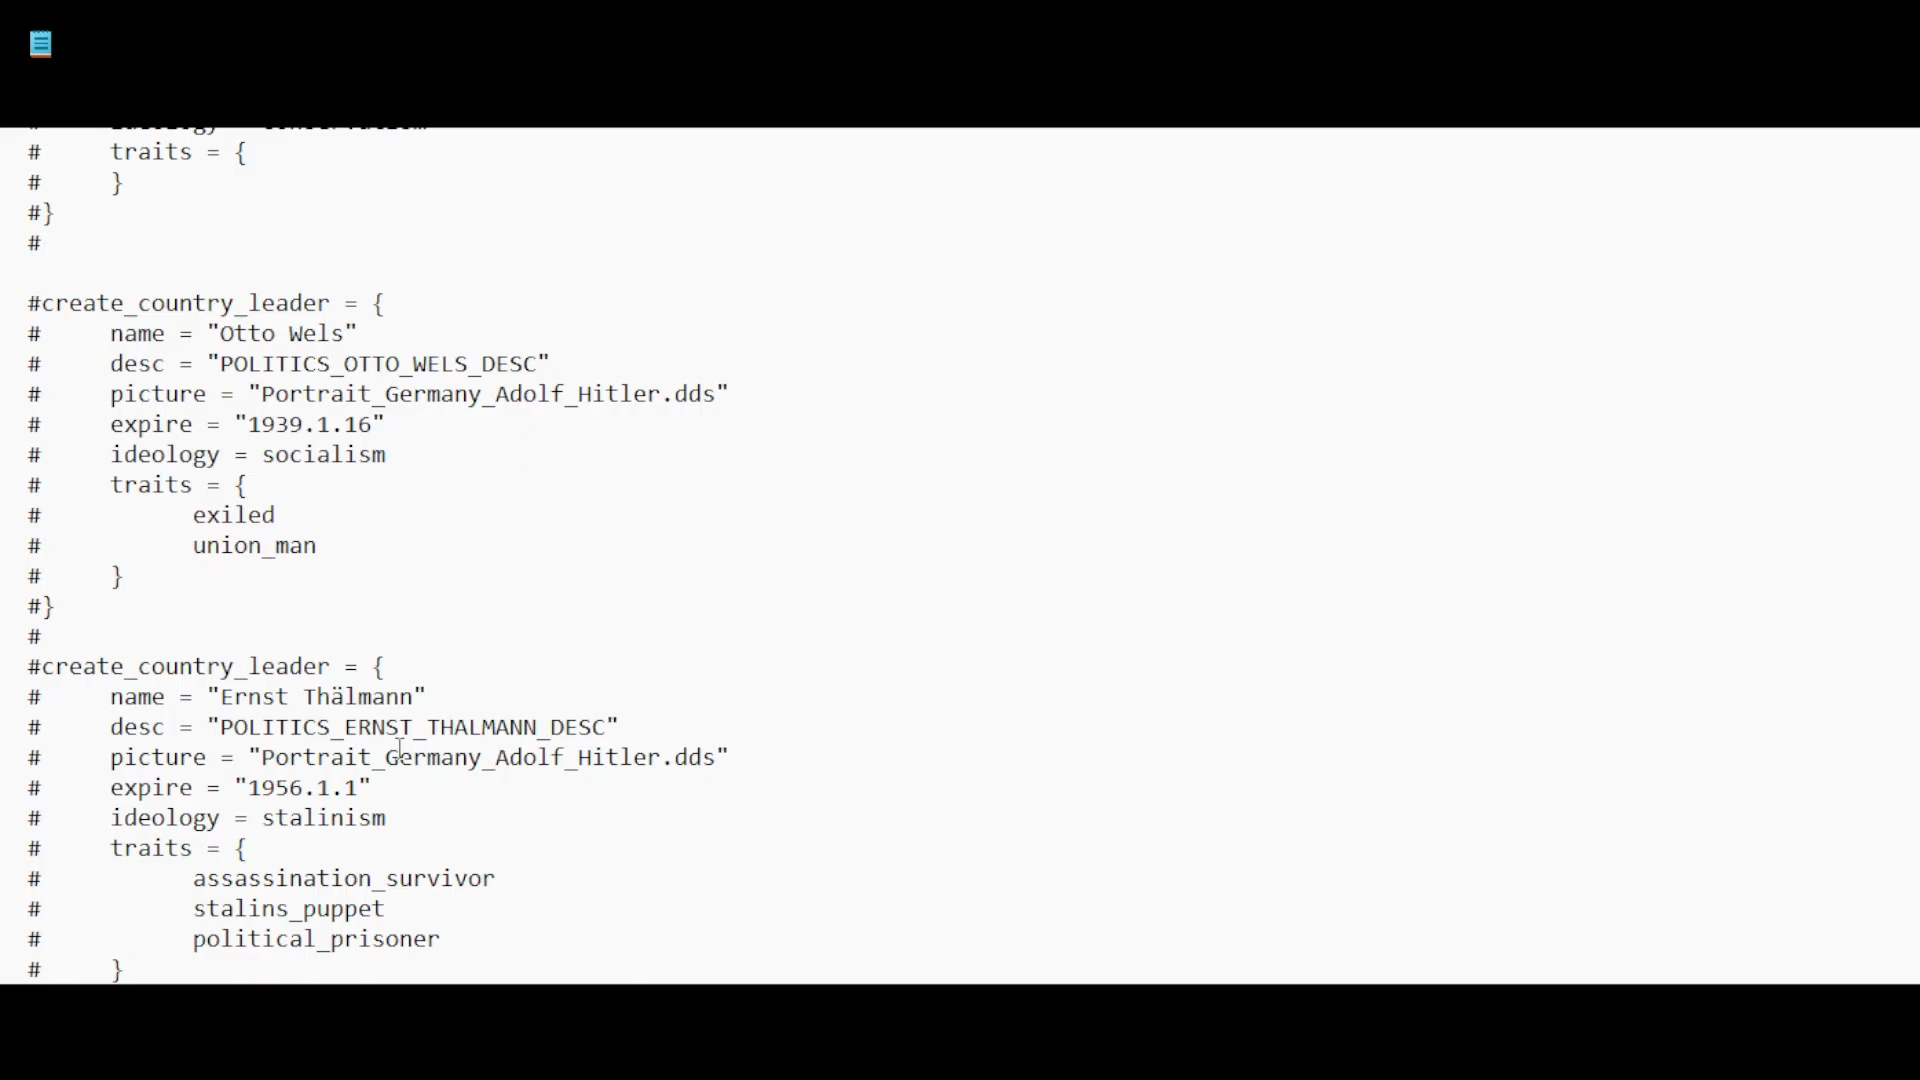 # traits = {
# }
#}
#
#create_country_leader = {
# name = "Otto Wels"
# desc = "POLITICS_OTTO_WELS_DESC"
# picture = "Portrait_Germany_Adolf_Hitler.dds"
# expire = "1939.1.16"
# ideology = socialism
# traits = {
# exiled
# union_man
# }
#}
#
#create_country_leader = {
# name = "Ernst Thälmann"
# desc = "POLITICS_ERNST_THALMANN_DESC"
# picture = "Portrait_Germany_Adolf_Hitler.dds"
# expire = "1956.1.1"
# ideology = stalinism
# traits = {
# assassination_survivor
# stalins_puppet
# political_prisoner
# }